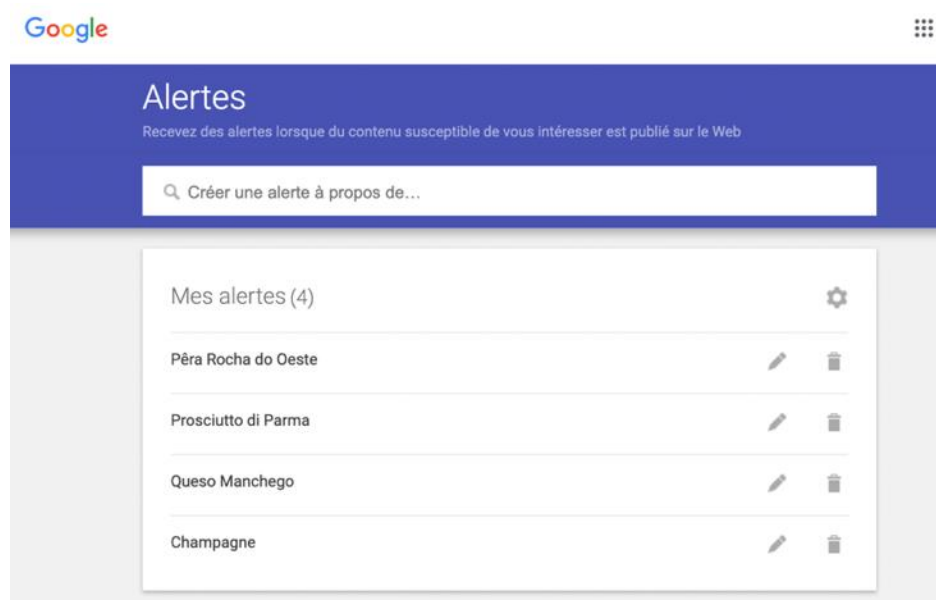 Google
Alertes
Recevez des alertes lorsque du contenu susceptible de vous intéresser est publié sur le Web
Créer une alerte à propos de…
Mes alertes (4)
Pêra Rocha do Oeste
Prosciutto di Parma
Queso Manchego
Champagne